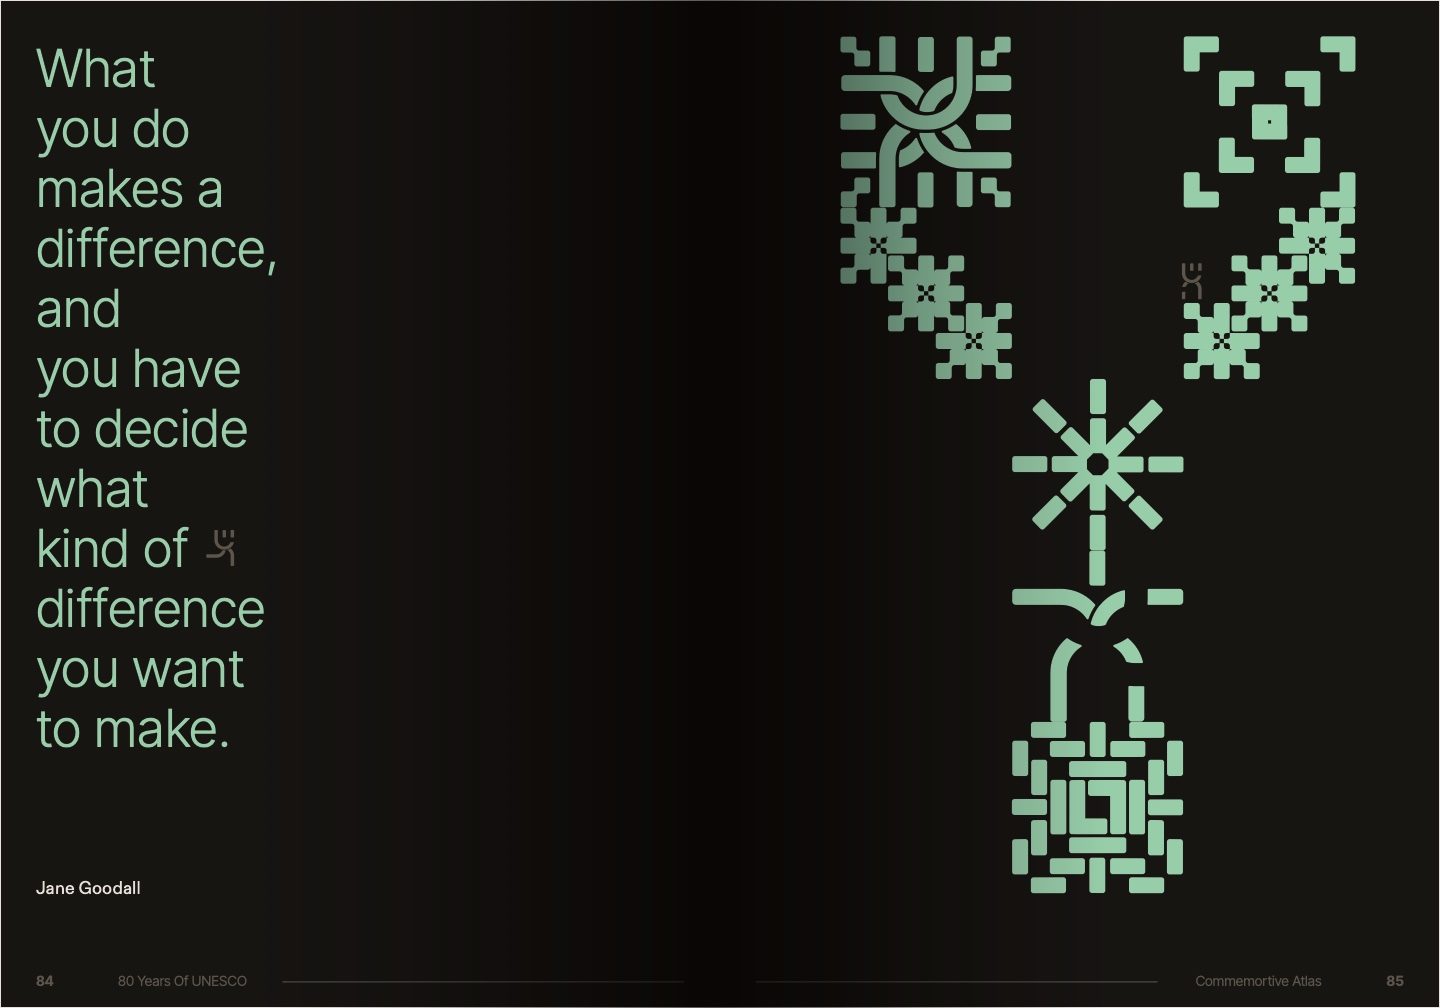 What
you do
makes a
difference,
and
you have
to decide
what
kind of
difference
you want
to make.
Jane Goodall
84
80 Years Of UNESCO
Commemortive Atlas
85